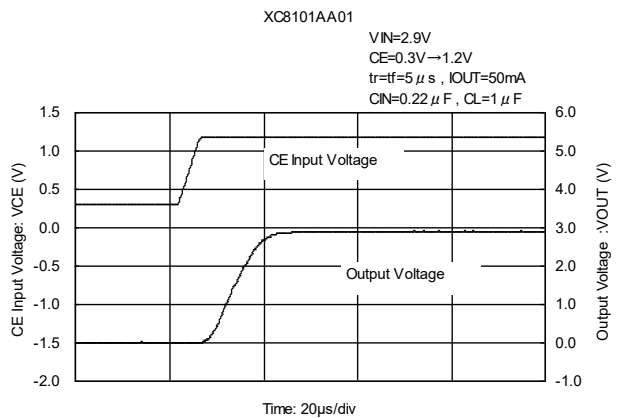 XC8101AA01
VIN=2.9V
CE=0.3V→1.2V
tr=tf=5μs , IOUT=50mA
CIN=0.22μF , CL=1μF
CE Input Voltage: VCE (V)
1.5
1.0
0.5
0.0
-0.5
-1.0
-1.5
-2.0
CE Input Voltage
Output Voltage
6.0
5.0
4.0
3.0
2.0
1.0
0.0
-1.0
Output Voltage :VOUT (V)
Time: 20μs/div